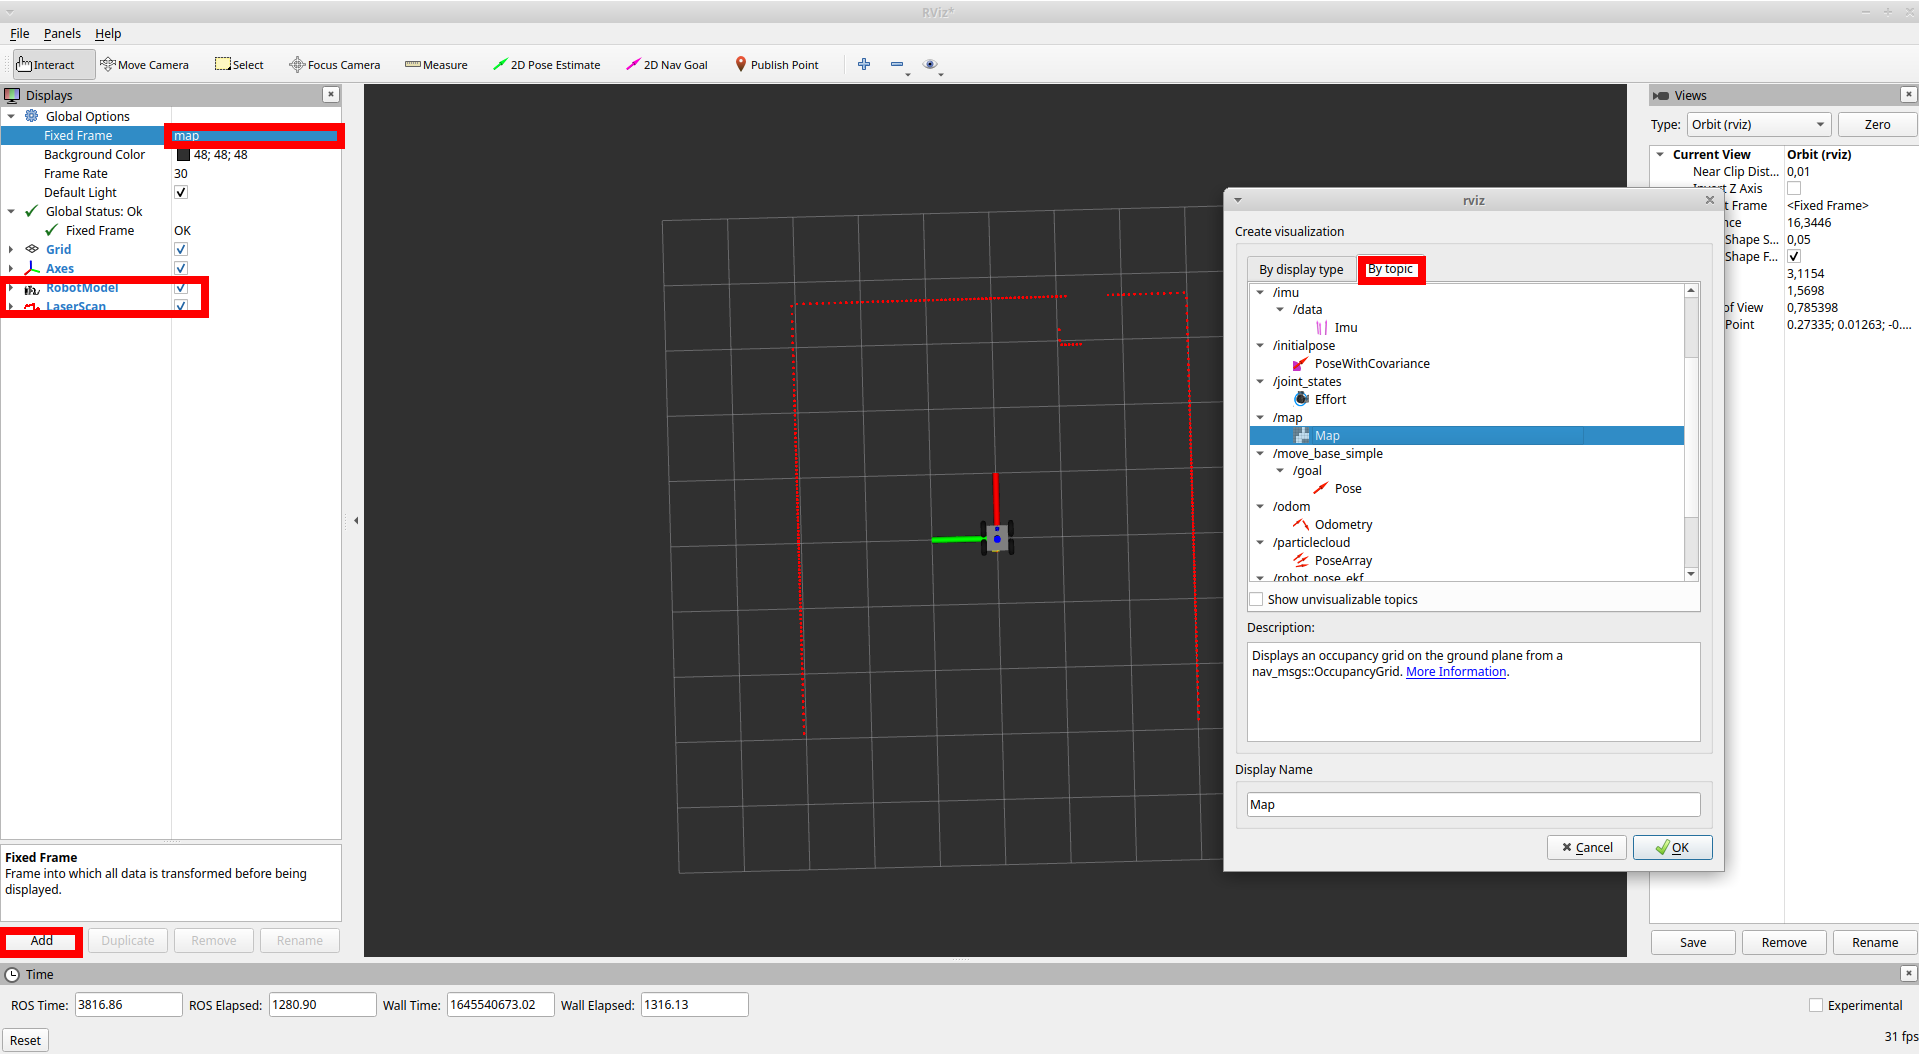 RViz*
File Panels Help
Interact Move Camera Select Focus Camera Measure 2D Pose Estimate 2D Nav Goal Publish Point
Displays
Global Options
Fixed Frame map
Background Color 48; 48; 48
Frame Rate 30
Default Light
Global Status: Ok
Fixed Frame OK
Grid
Axes
RobotModel
LaserScan
Fixed Frame
Frame into which all data is transformed before being
displayed.
Add Duplicate Remove Rename
rviz
Create visualization
By display type By topic
/imu
/data
Imu
/initialpose
PoseWithCovariance
/joint_states
Effort
/map
Map
/move_base_simple
/goal
Pose
/odom
Odometry
/particlecloud
PoseArray
/robot_pose_ekf
Show unvisualizable topics
Description:
Displays an occupancy grid on the ground plane from a
nav_msgs::OccupancyGrid. More Information.
Display Name
Map
Cancel OK
Views
Type: Orbit (rviz) Zero
Current View Orbit (rviz)
Near Clip Dist... 0,01
Z Axis
Frame <Fixed Frame>
nce 16,3446
Shape S... 0,05
Shape F...
3,1154
1,5698
of View 0,785398
Point 0.27335; 0.01263; -0....
Save Remove Rename
Time
ROS Time: 3816.86 ROS Elapsed: 1280.90 Wall Time: 1645540673.02 Wall Elapsed: 1316.13 Experimental
Reset 31 fps